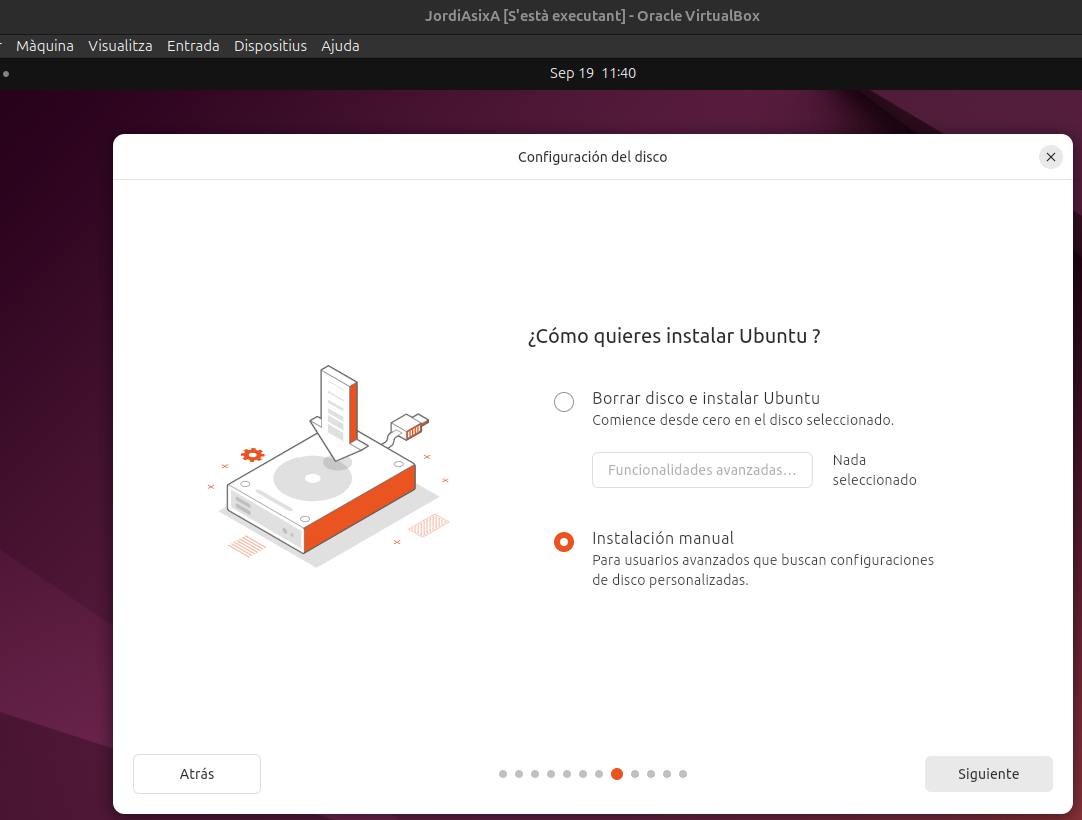 JordiAsixA [S'està executant] - Oracle VirtualBox
Màquina Visualitza Entrada Dispositius Ajuda
Sep 19 11:40
Configuración del disco
¿Cómo quieres instalar Ubuntu ?
Borrar disco e instalar Ubuntu
Comience desde cero en el disco seleccionado.
Funcionalidades avanzadas…
Nada
seleccionado
Instalación manual
Para usuarios avanzados que buscan configuraciones
de disco personalizadas.
Atrás
Siguiente